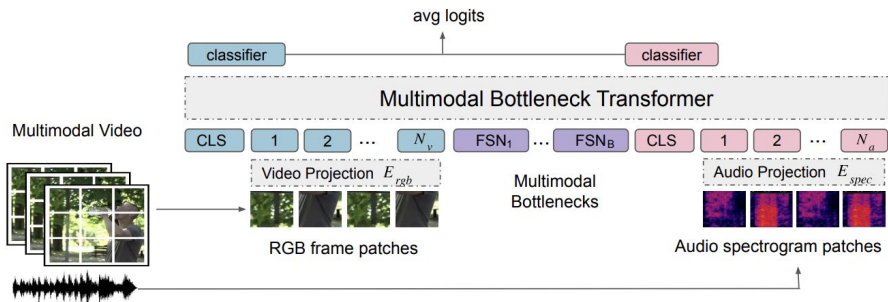 avg logits
classifier classifier
Multimodal Bottleneck Transformer
Multimodal Video
CLS 1 2 ... N_v FSN_1 ... FSN_B CLS 1 2 ... N_a
Video Projection E_rgb
Multimodal
Bottlenecks
Audio Projection E_spec
RGB frame patches
Audio spectrogram patches